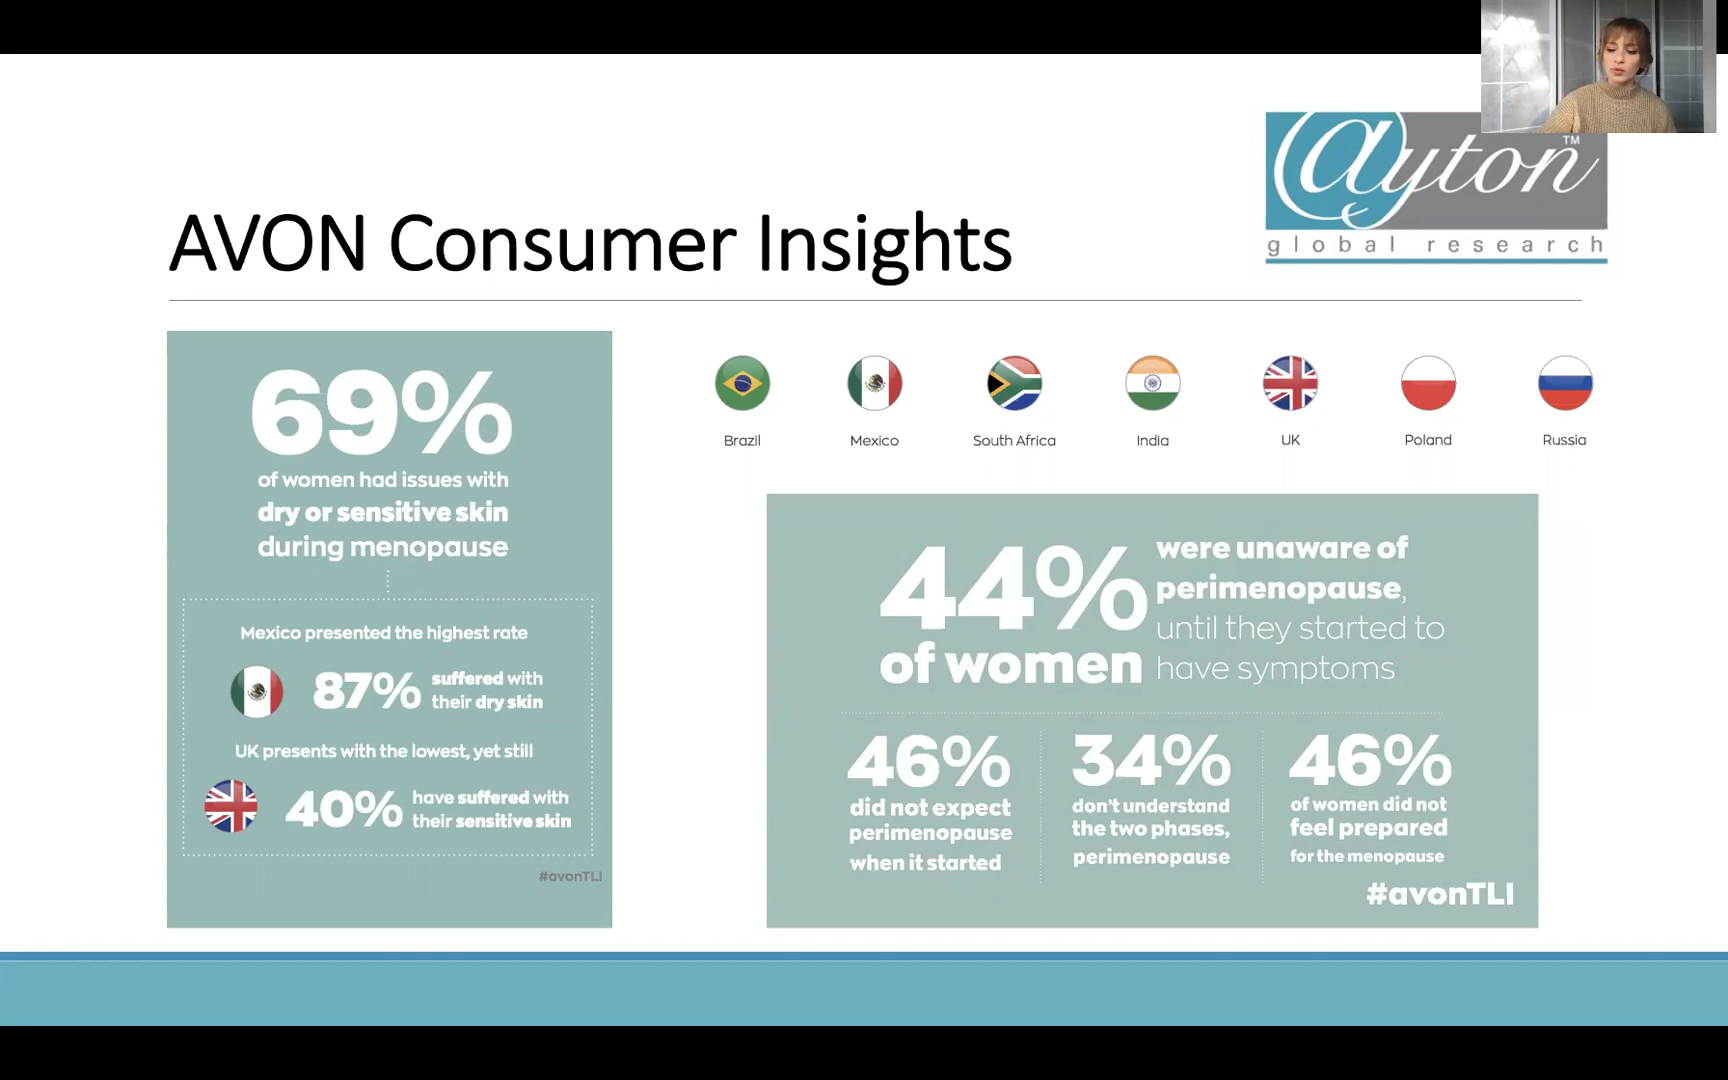 @yton™
global research
AVON Consumer Insights
69%
of women had issues with
dry or sensitive skin
during menopause
Mexico presented the highest rate
87% suffered with
their dry skin
UK presents with the lowest, yet still
40% have suffered with
their sensitive skin
#avonTLI
Brazil Mexico South Africa India UK Poland Russia
44%
of women
were unaware of
perimenopause,
until they started to
have symptoms
46%
did not expect
perimenopause
when it started
34%
don't understand
the two phases,
perimenopause
46%
of women did not
feel prepared
for the menopause
#avonTLI